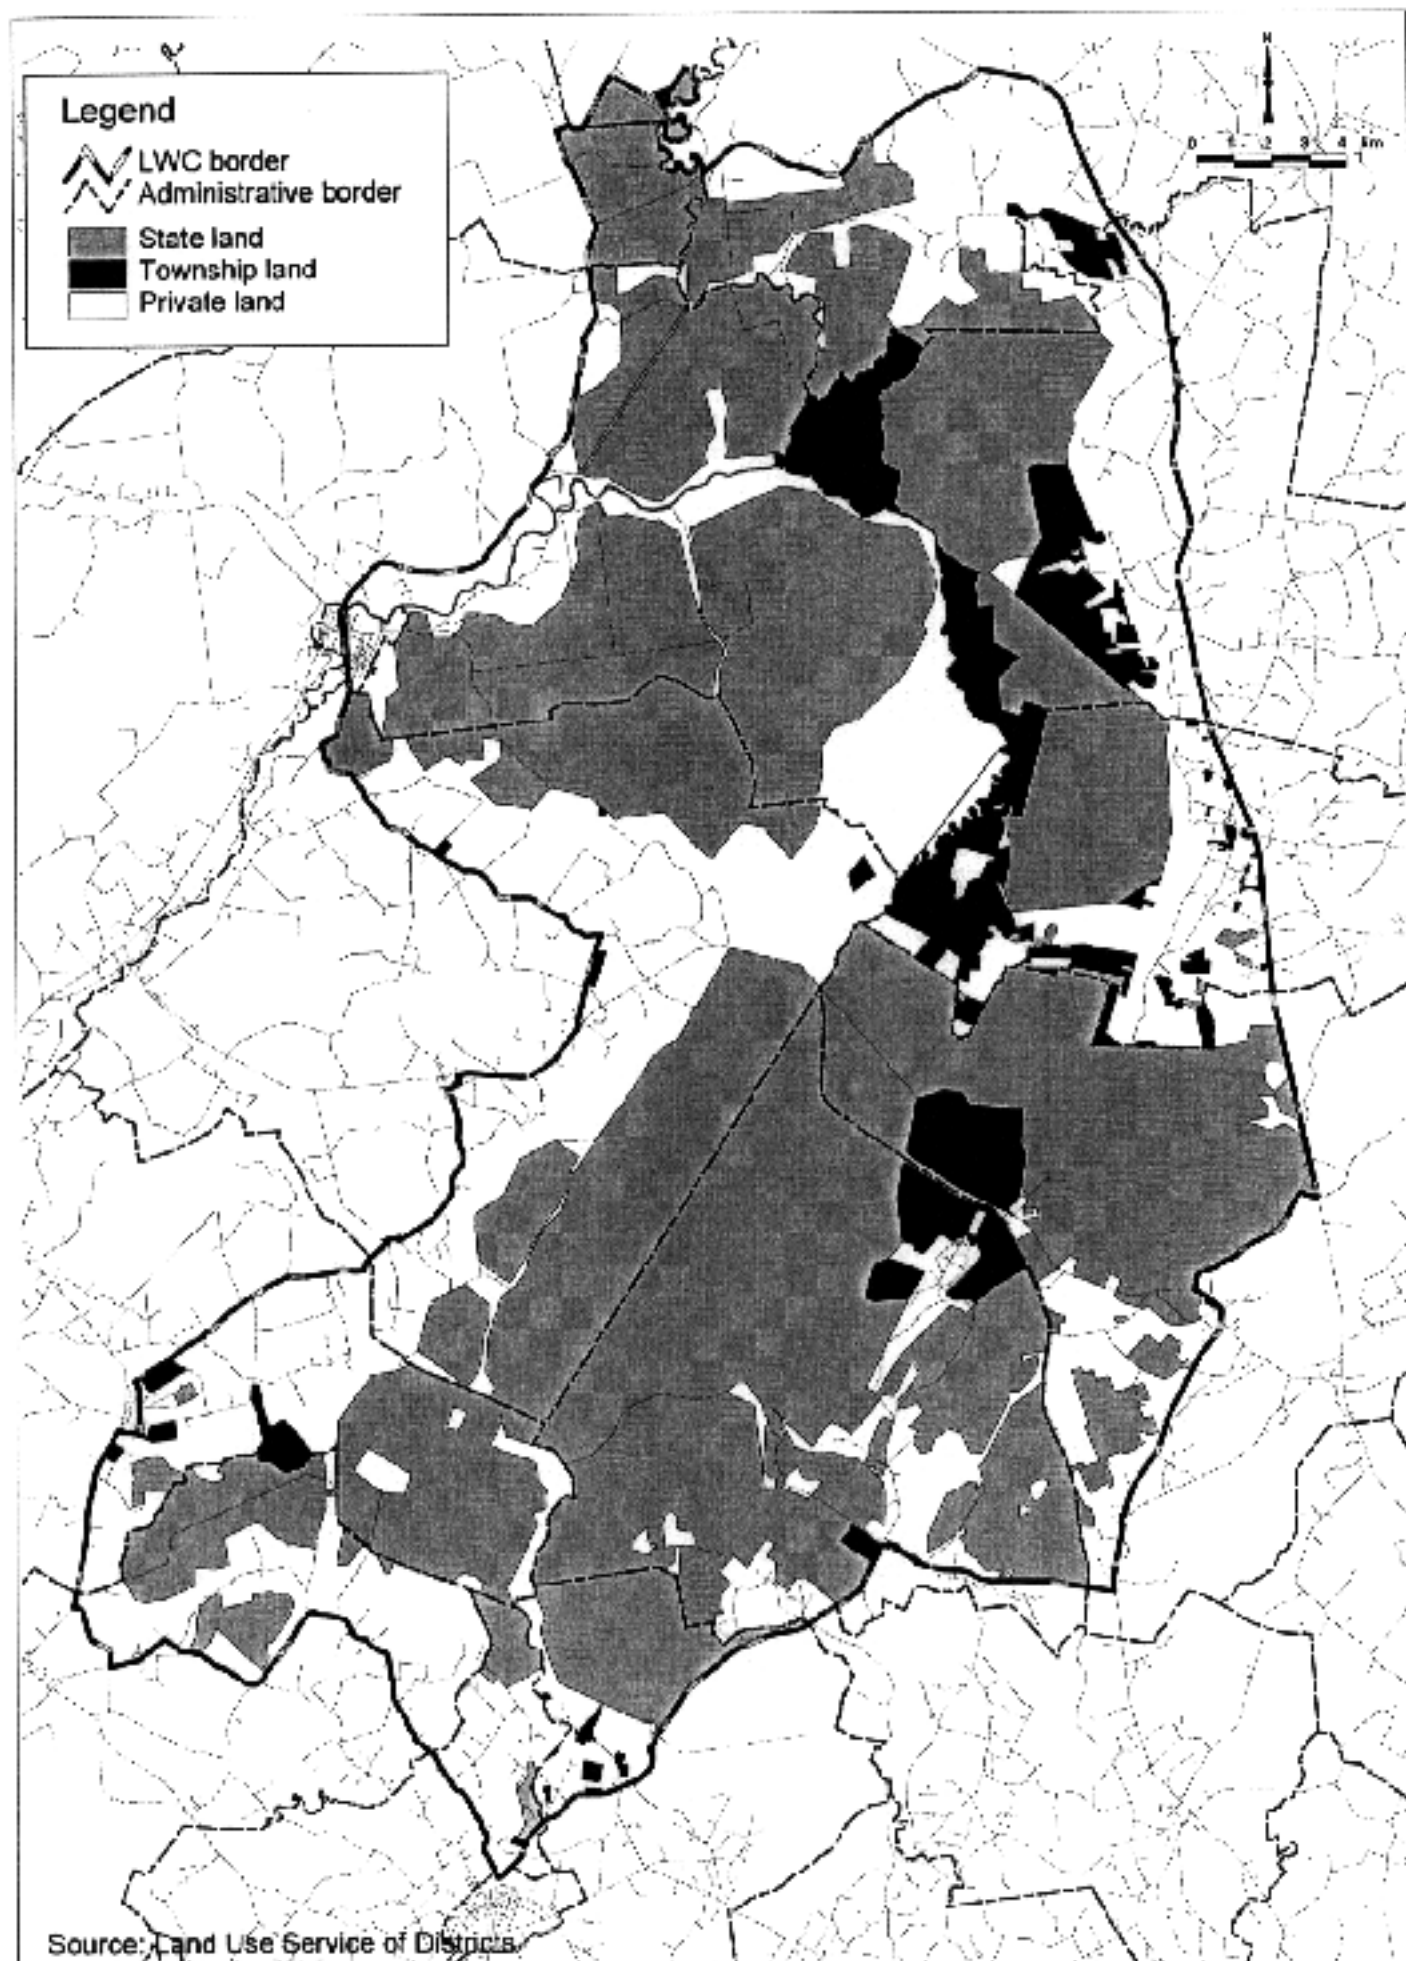 Legend
LWC border
Administrative border
State land
Township land
Private land
N
0 1 2 3 4 km
Source: Land Use Service of Districts